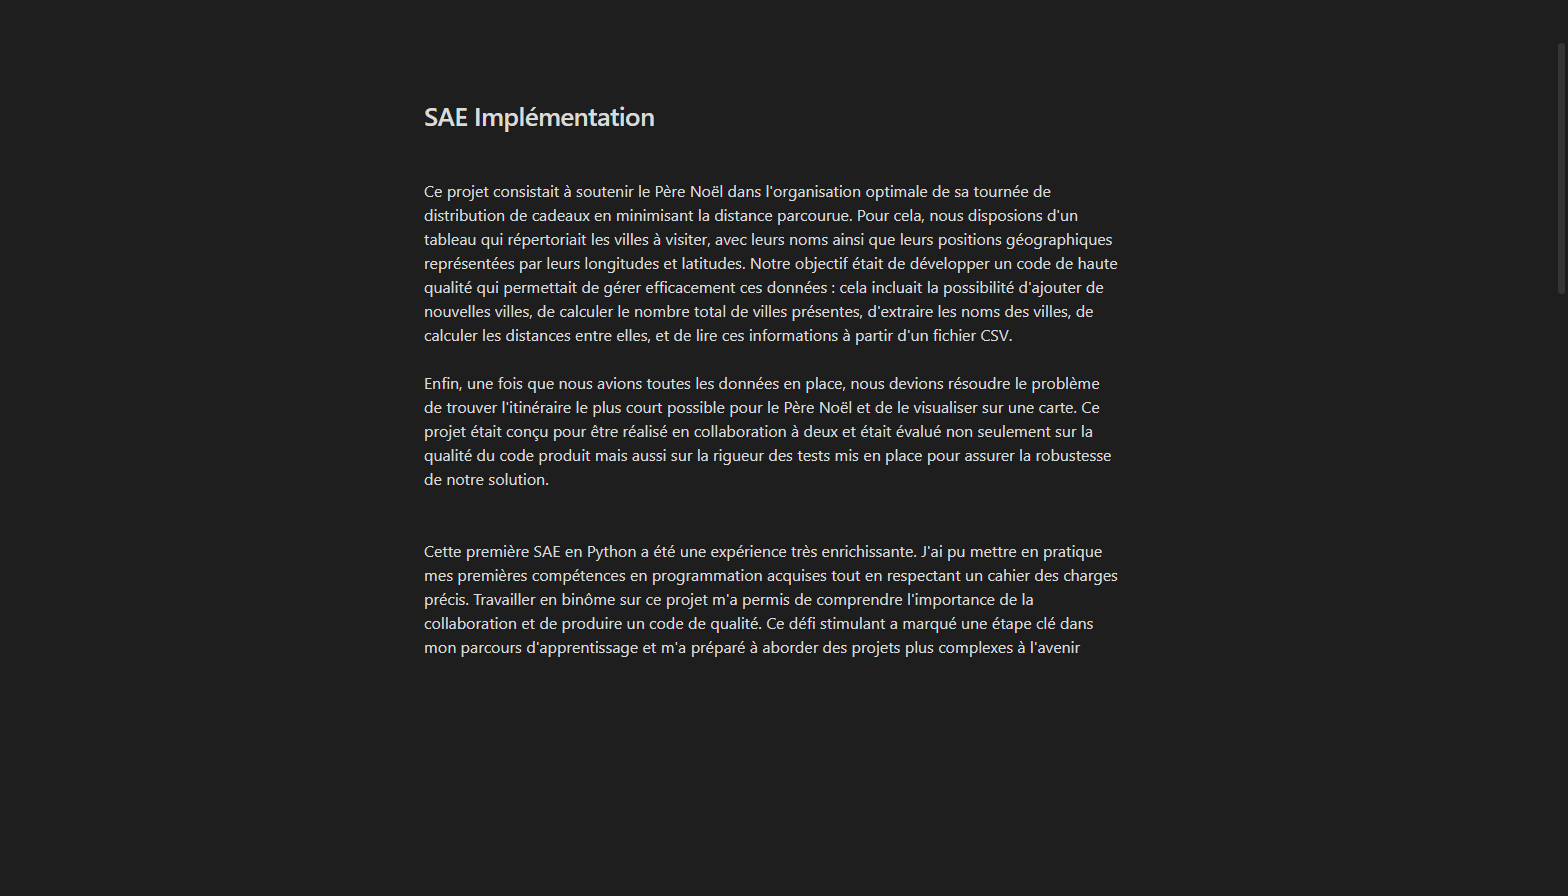 SAE Implémentation
Ce projet consistait à soutenir le Père Noël dans l'organisation optimale de sa tournée de
distribution de cadeaux en minimisant la distance parcourue. Pour cela, nous disposions d'un
tableau qui répertoriait les villes à visiter, avec leurs noms ainsi que leurs positions géographiques
représentées par leurs longitudes et latitudes. Notre objectif était de développer un code de haute
qualité qui permettait de gérer efficacement ces données : cela incluait la possibilité d'ajouter de
nouvelles villes, de calculer le nombre total de villes présentes, d'extraire les noms des villes, de
calculer les distances entre elles, et de lire ces informations à partir d'un fichier CSV.
Enfin, une fois que nous avions toutes les données en place, nous devions résoudre le problème
de trouver l'itinéraire le plus court possible pour le Père Noël et de le visualiser sur une carte. Ce
projet était conçu pour être réalisé en collaboration à deux et était évalué non seulement sur la
qualité du code produit mais aussi sur la rigueur des tests mis en place pour assurer la robustesse
de notre solution.
Cette première SAE en Python a été une expérience très enrichissante. J'ai pu mettre en pratique
mes premières compétences en programmation acquises tout en respectant un cahier des charges
précis. Travailler en binôme sur ce projet m'a permis de comprendre l'importance de la
collaboration et de produire un code de qualité. Ce défi stimulant a marqué une étape clé dans
mon parcours d'apprentissage et m'a préparé à aborder des projets plus complexes à l'avenir